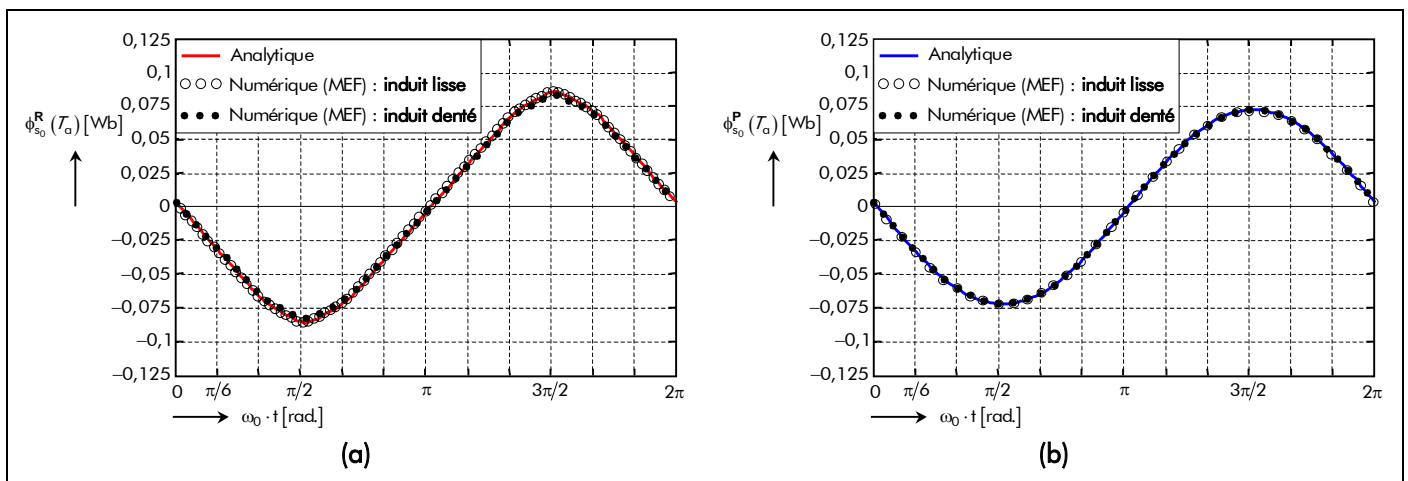 0,125
0,1
0,075
0,05
0,025
0
–0,025
–0,05
–0,075
–0,1
–0,125
ϕ_{s₀}^R (T_a) [Wb]
Analytique
Numérique (MEF) : induit lisse
Numérique (MEF) : induit denté
0 π/6 π/2 π 3π/2 2π
ω₀ · t [rad.]
(a)
0,125
0,1
0,075
0,05
0,025
0
–0,025
–0,05
–0,075
–0,1
–0,125
ϕ_{s₀}^P (T_a) [Wb]
Analytique
Numérique (MEF) : induit lisse
Numérique (MEF) : induit denté
0 π/6 π/2 π 3π/2 2π
ω₀ · t [rad.]
(b)